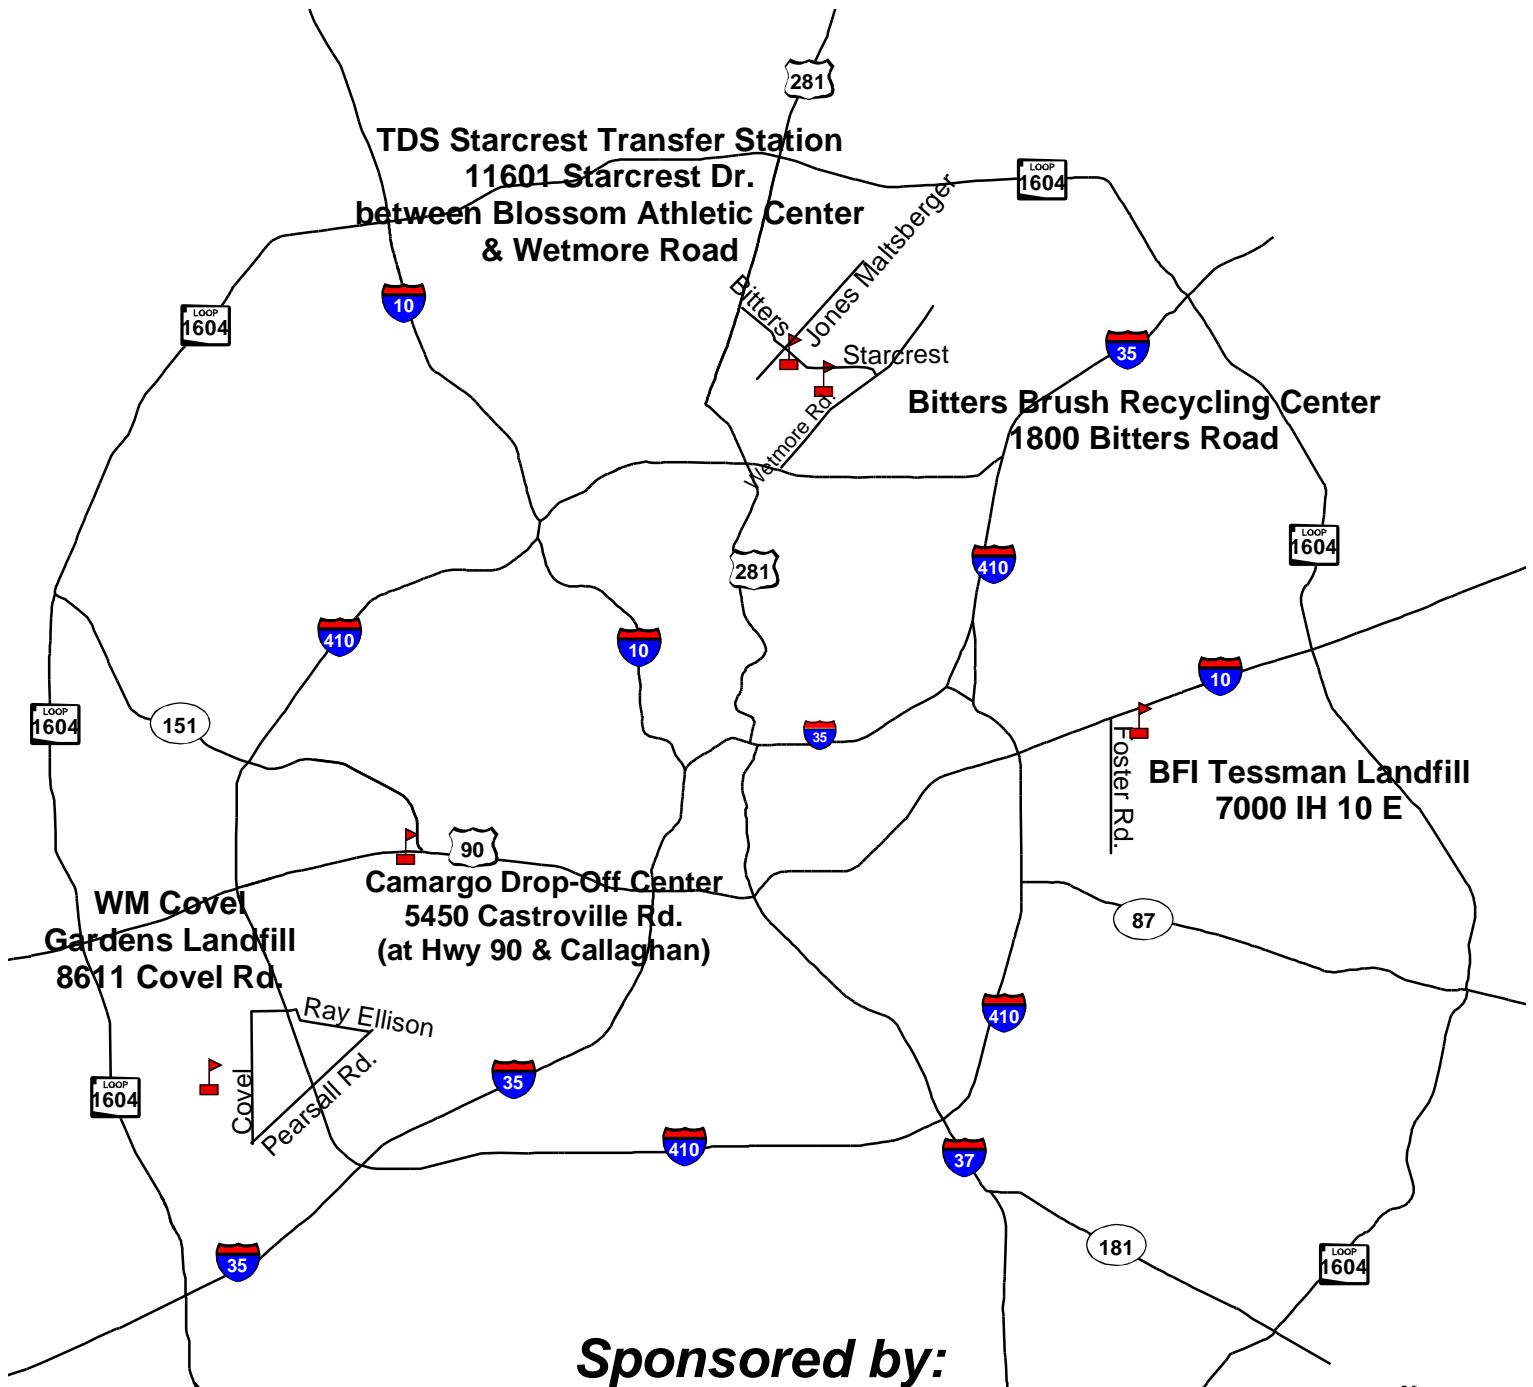 281
TDS Starcrest Transfer Station
11601 Starcrest Dr.
between Blossom Athletic Center
& Wetmore Road
LOOP
1604
Jones Maltsberger
Bitters
10
LOOP
1604
Starcrest
35
Wetmore Rd.
Bitters Brush Recycling Center
1800 Bitters Road
LOOP
1604
281
410
410
10
10
LOOP
1604
151
35
Foster Rd.
BFI Tessman Landfill
7000 IH 10 E
90
Camargo Drop-Off Center
5450 Castroville Rd.
(at Hwy 90 & Callaghan)
WM Covel
Gardens Landfill
8611 Covel Rd.
87
Ray Ellison
410
Covel
Pearsall Rd.
35
LOOP
1604
410
37
181
35
LOOP
1604
Sponsored by: